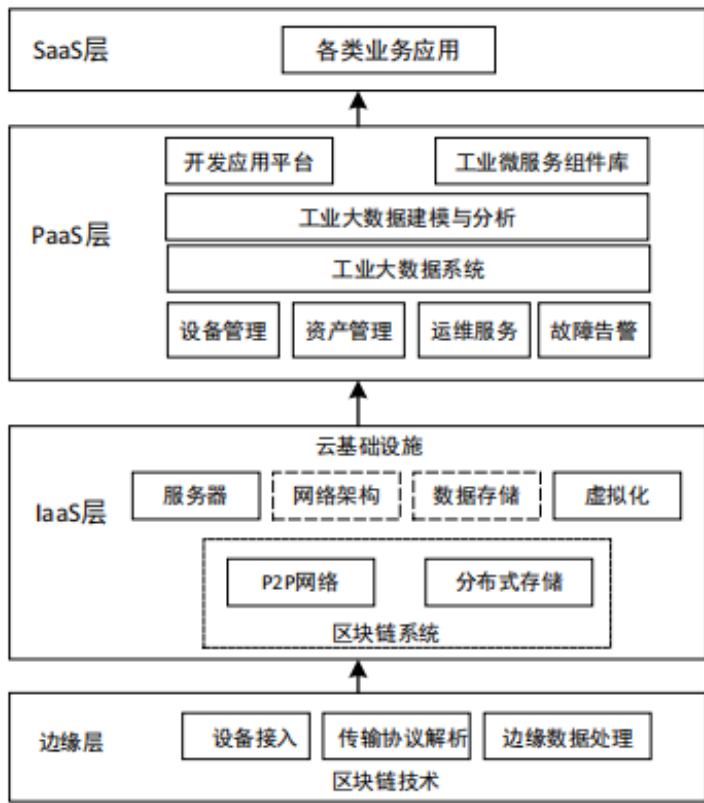 SaaS层
各类业务应用
开发应用平台 工业微服务组件库
工业大数据建模与分析
PaaS层
工业大数据系统
设备管理 资产管理 运维服务 故障告警
云基础设施
服务器 网络架构 数据存储 虚拟化
IaaS层
P2P网络 分布式存储
区块链系统
边缘层
设备接入 传输协议解析 边缘数据处理
区块链技术